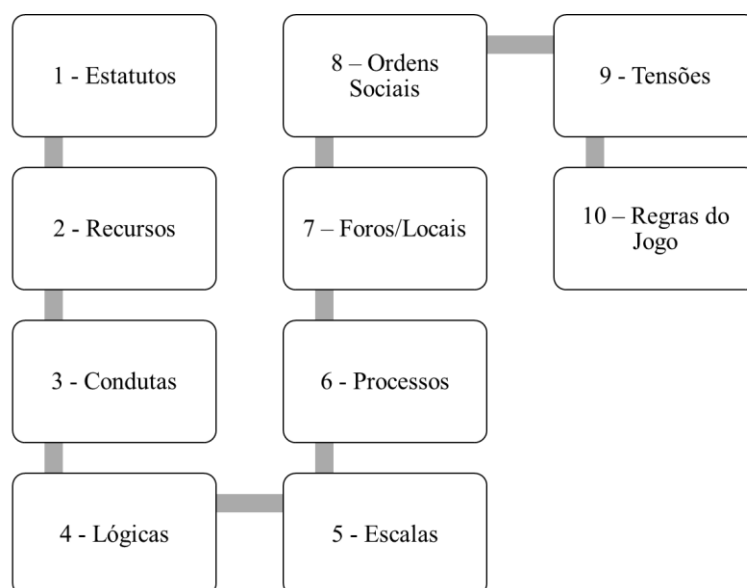 1 - Estatutos
2 - Recursos
3 - Condutas
4 - Lógicas
5 - Escalas
6 - Processos
7 – Foros/Locais
8 – Ordens
Sociais
9 - Tensões
10 – Regras do
Jogo